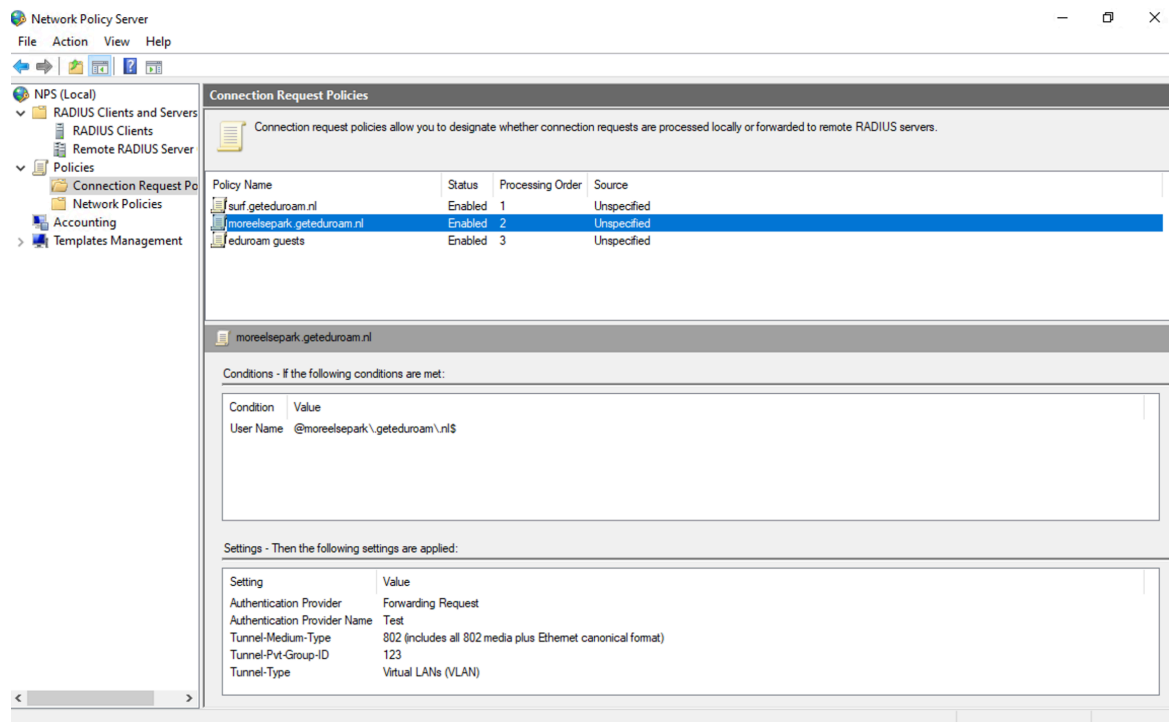 Network Policy Server
File Action View Help
NPS (Local)
RADIUS Clients and Servers
RADIUS Clients
Remote RADIUS Server
Policies
Connection Request Po
Network Policies
Accounting
Templates Management
Connection Request Policies
Connection request policies allow you to designate whether connection requests are processed locally or forwarded to remote RADIUS servers.
Policy Name Status Processing Order Source
surf.geteduroam.nl Enabled 1 Unspecified
moreelsepark.geteduroam.nl Enabled 2 Unspecified
eduroam guests Enabled 3 Unspecified
moreelsepark.geteduroam.nl
Conditions - If the following conditions are met:
Condition Value
User Name @moreelsepark\.geteduroam\.nl$
Settings - Then the following settings are applied:
Setting Value
Authentication Provider Forwarding Request
Authentication Provider Name Test
Tunnel-Medium-Type 802 (includes all 802 media plus Ethernet canonical format)
Tunnel-Pvt-Group-ID 123
Tunnel-Type Virtual LANs (VLAN)